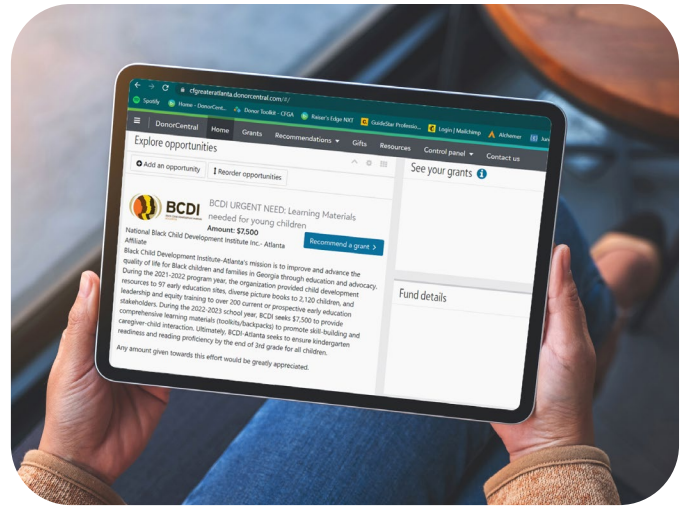 cfgreateratlanta.donorcentral.com/#/
Spotify Home - DonorCent... Donor Toolkit - CFGA Raiser's Edge NXT GuideStar Professio... Login | Mailchimp Alchemer
DonorCentral Home Grants Recommendations Gifts Resources Control panel Contact us
Explore opportunities
Add an opportunity Reorder opportunities
BCDI
BCDI URGENT NEED: Learning Materials
needed for young children
Amount: $7,500
Recommend a grant >
National Black Child Development Institute Inc.- Atlanta
Affiliate
Black Child Development Institute-Atlanta's mission is to improve and advance the
quality of life for Black children and families in Georgia through education and advocacy.
During the 2021-2022 program year, the organization provided child development
resources to 97 early education sites, diverse picture books to 2,120 children, and
leadership and equity training to over 200 current or prospective early education
stakeholders. During the 2022-2023 school year, BCDI seeks $7,500 to provide
comprehensive learning materials (toolkits/backpacks) to promote skill-building and
caregiver-child interaction. Ultimately, BCDI-Atlanta seeks to ensure kindergarten
readiness and reading proficiency by the end of 3rd grade for all children.
Any amount given towards this effort would be greatly appreciated.
See your grants
Fund details